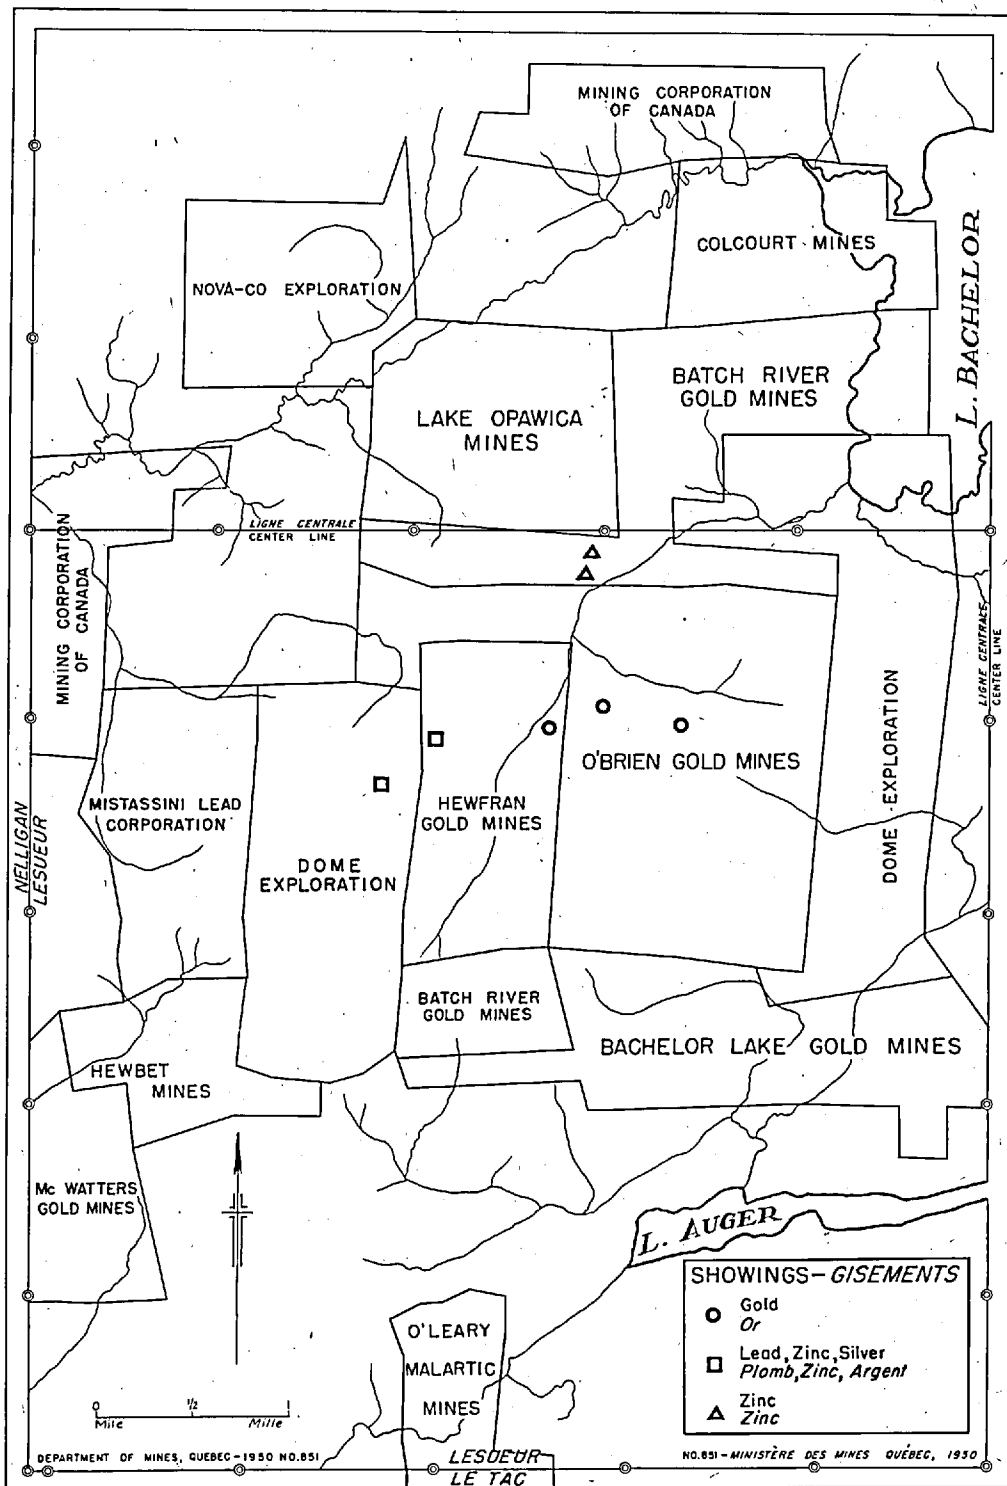 MINING CORPORATION
OF CANADA
COLCOURT MINES
L. BACHELOR
NOVA-CO EXPLORATION
BATCH RIVER
GOLD MINES
LAKE OPAWICA
MINES
LIGNE CENTRALE
CENTER LINE
MINING CORPORATION
OF CANADA
LIGNE CENTRALE
CENTER LINE
O'BRIEN GOLD MINES
DOME EXPLORATION
MISTASSINI LEAD
CORPORATION
HEWFRAN
GOLD MINES
NELLIGAN
LESUEUR
DOME
EXPLORATION
BATCH RIVER
GOLD MINES
BACHELOR LAKE GOLD MINES
HEWBET
MINES
Mc WATTERS
GOLD MINES
L. AUGER
SHOWINGS-GISEMENTS
Gold
Or
Lead, Zinc, Silver
Plomb, Zinc, Argent
Zinc
Zinc
O'LEARY
MALARTIC
MINES
0 1/2
Mile Mille
DEPARTMENT OF MINES, QUEBEC-1950 NO.851
LESUEUR
LE TAC
NO.851-MINISTÈRE DES MINES QUÉBEC, 1950